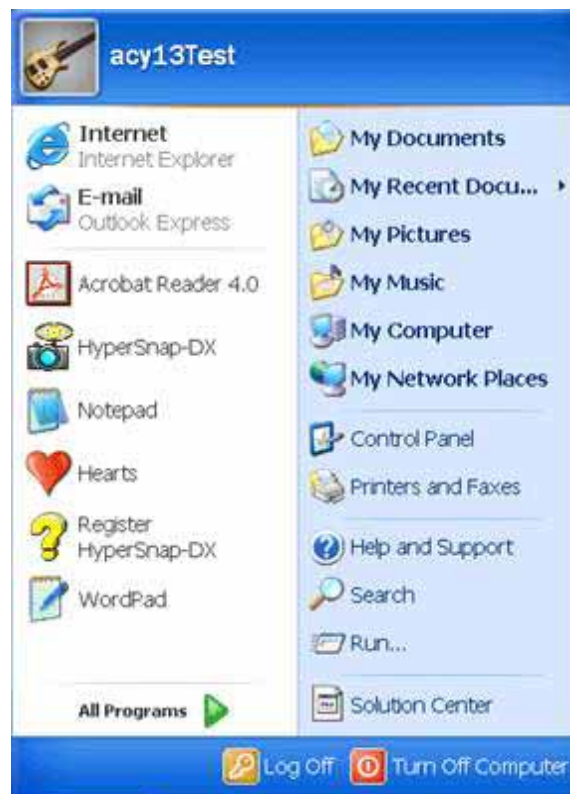 acy13Test
Internet
Internet Explorer
E-mail
Outlook Express
Acrobat Reader 4.0
HyperSnap-DX
Notepad
Hearts
Register
HyperSnap-DX
WordPad
All Programs
My Documents
My Recent Docu...
My Pictures
My Music
My Computer
My Network Places
Control Panel
Printers and Faxes
Help and Support
Search
Run...
Solution Center
Log Off
Turn Off Computer